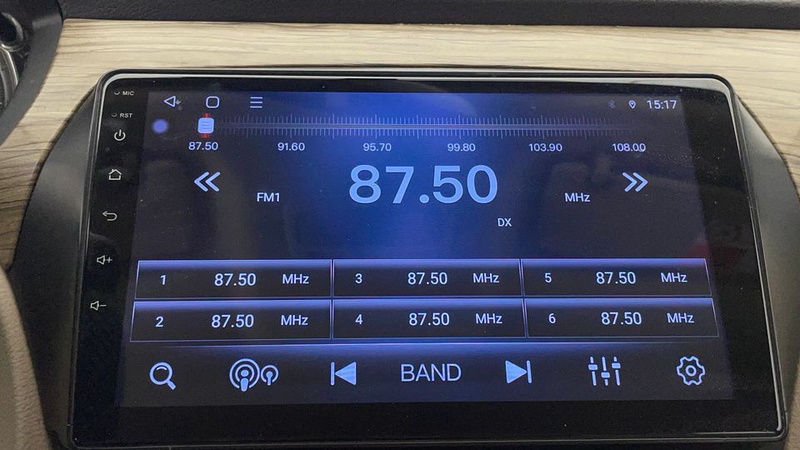 MIC
RST
15:17
87.50 91.60 95.70 99.80 103.90 108.00
FM1 87.50 MHz
DX
1 87.50 MHz 3 87.50 MHz 5 87.50 MHz
2 87.50 MHz 4 87.50 MHz 6 87.50 MHz
BAND